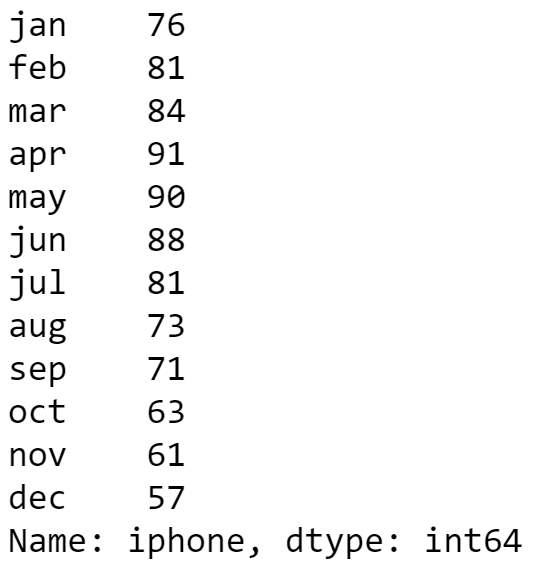 jan    76
feb    81
mar    84
apr    91
may    90
jun    88
jul    81
aug    73
sep    71
oct    63
nov    61
dec    57
Name: iphone, dtype: int64